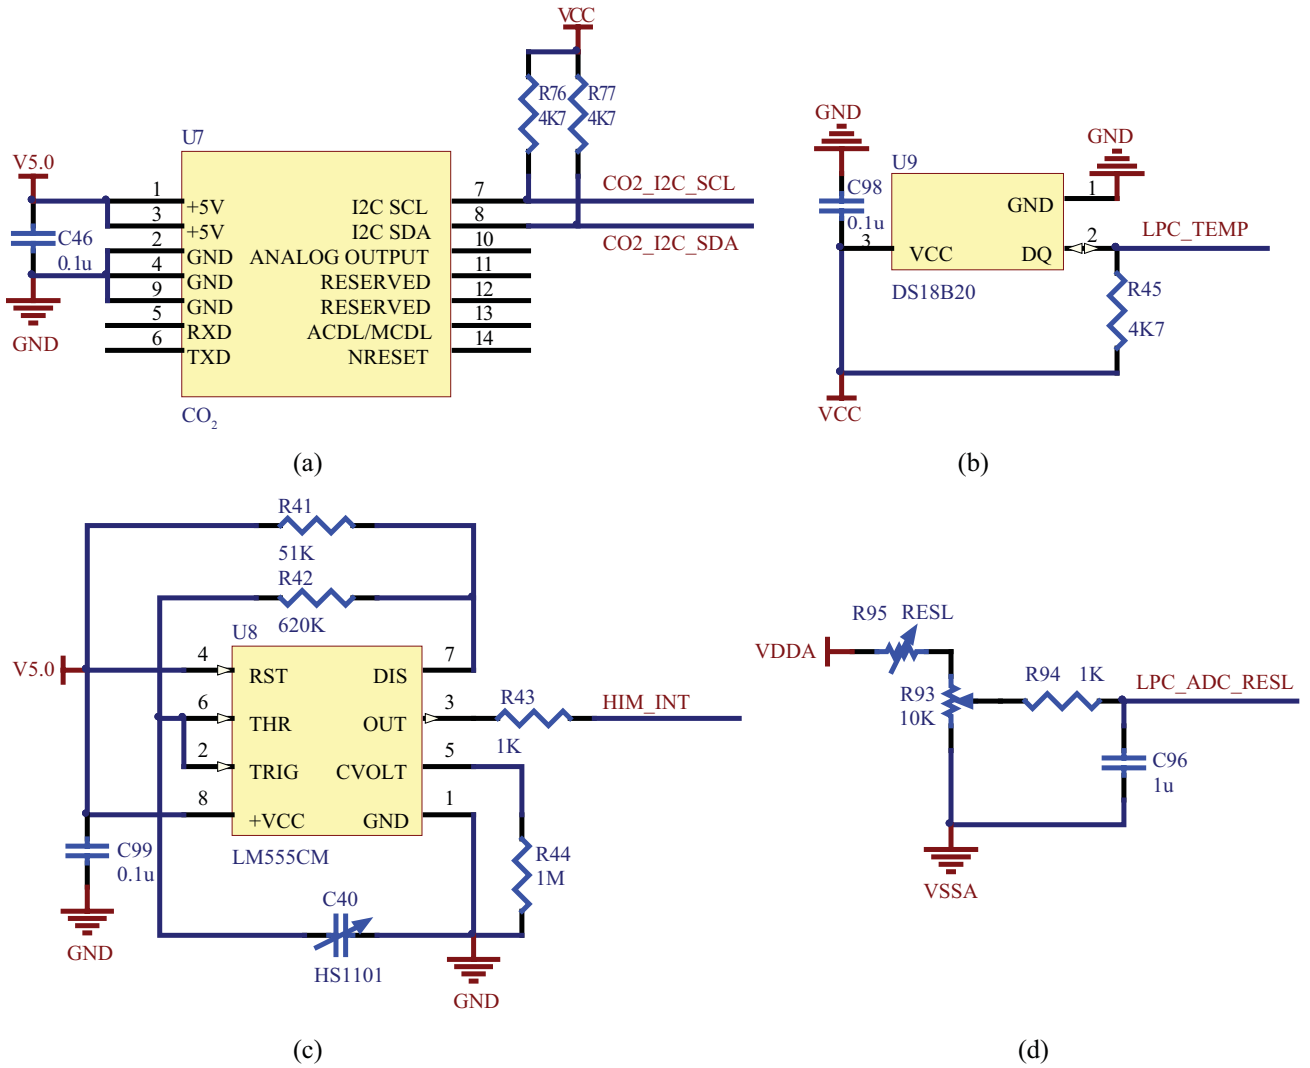 VCC
R76
4K7
R77
4K7
U7
V5.0
C46
0.1u
GND
1 +5V
3 +5V
2 GND
4 GND
9 GND
5 RXD
6 TXD
I2C SCL 7
I2C SDA 8
ANALOG OUTPUT 10
RESERVED 11
RESERVED 12
ACDL/MCDL 13
NRESET 14
CO2_I2C_SCL
CO2_I2C_SDA
CO₂
(a)
GND
C98
0.1u
U9
GND
GND 1
3 VCC
DQ 2
LPC_TEMP
DS18B20
R45
4K7
VCC
(b)
R41
51K
R42
620K
U8
V5.0
4 RST
6 THR
2 TRIG
8 +VCC
DIS 7
OUT 3
CVOLT 5
GND 1
R43
1K
HIM_INT
LM555CM
C99
0.1u
GND
R44
1M
C40
HS1101
GND
(c)
R95 RESL
VDDA
R93
10K
R94 1K
LPC_ADC_RESL
C96
1u
VSSA
(d)